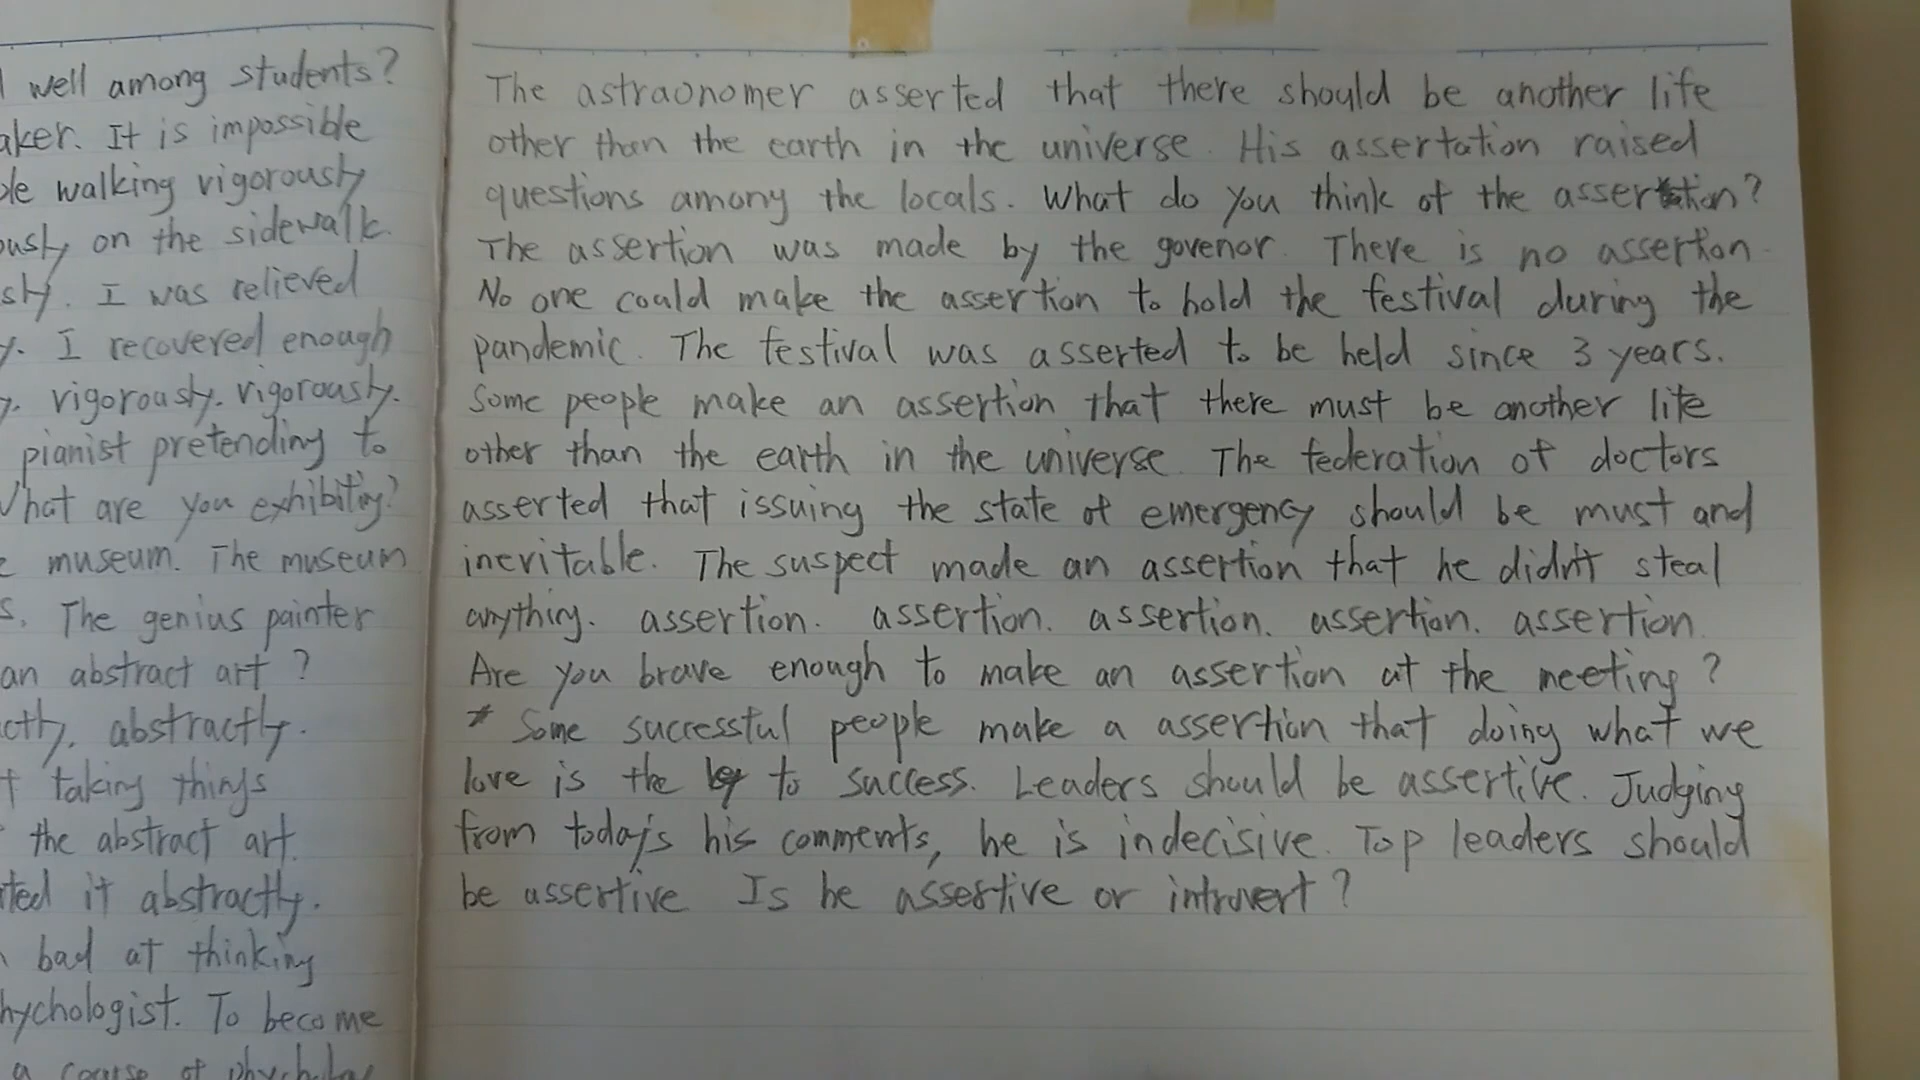 well among students?
aker. It is impossible
ole walking vigorously
ously on the sidewalk.
sly. I was relieved
y. I recovered enough
y. vigorously. vigorously.
pianist pretending to
What are you exhibiting?
museum. The museum
s. The genius painter
an abstract art?
ctly, abstractly.
taking things
the abstract art.
ted it abstractly.
bad at thinking
hychologist. To become
a course of
The astraonomer asserted that there should be another life
other than the earth in the universe. His assertation raised
questions among the locals. What do you think of the assertion?
The assertion was made by the govenor. There is no assertion.
No one could make the assertion to hold the festival during the
pandemic. The festival was asserted to be held since 3 years.
Some people make an assertion that there must be another life
other than the earth in the universe. The federation of doctors
asserted that issuing the state of emergency should be must and
inevitable. The suspect made an assertion that he didn't steal
anything. assertion. assertion. assertion. assertion. assertion.
Are you brave enough to make an assertion at the meeting?
* Some successful people make a assertion that doing what we
love is the to success. Leaders should be assertive. Judging
from today's his comments, he is indecisive. Top leaders should
be assertive. Is he assertive or introvert?